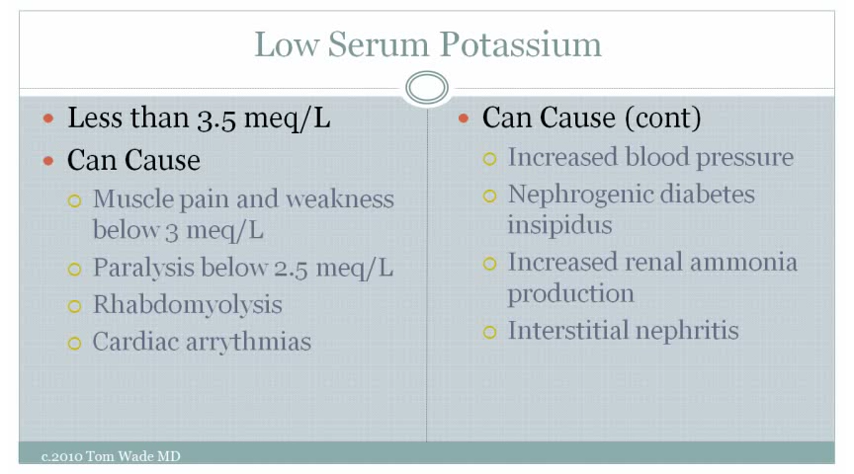 Low Serum Potassium
Less than 3.5 meq/L
Can Cause
Muscle pain and weakness
below 3 meq/L
Paralysis below 2.5 meq/L
Rhabdomyolysis
Cardiac arrythmias
Can Cause (cont)
Increased blood pressure
Nephrogenic diabetes
insipidus
Increased renal ammonia
production
Interstitial nephritis
c.2010 Tom Wade MD